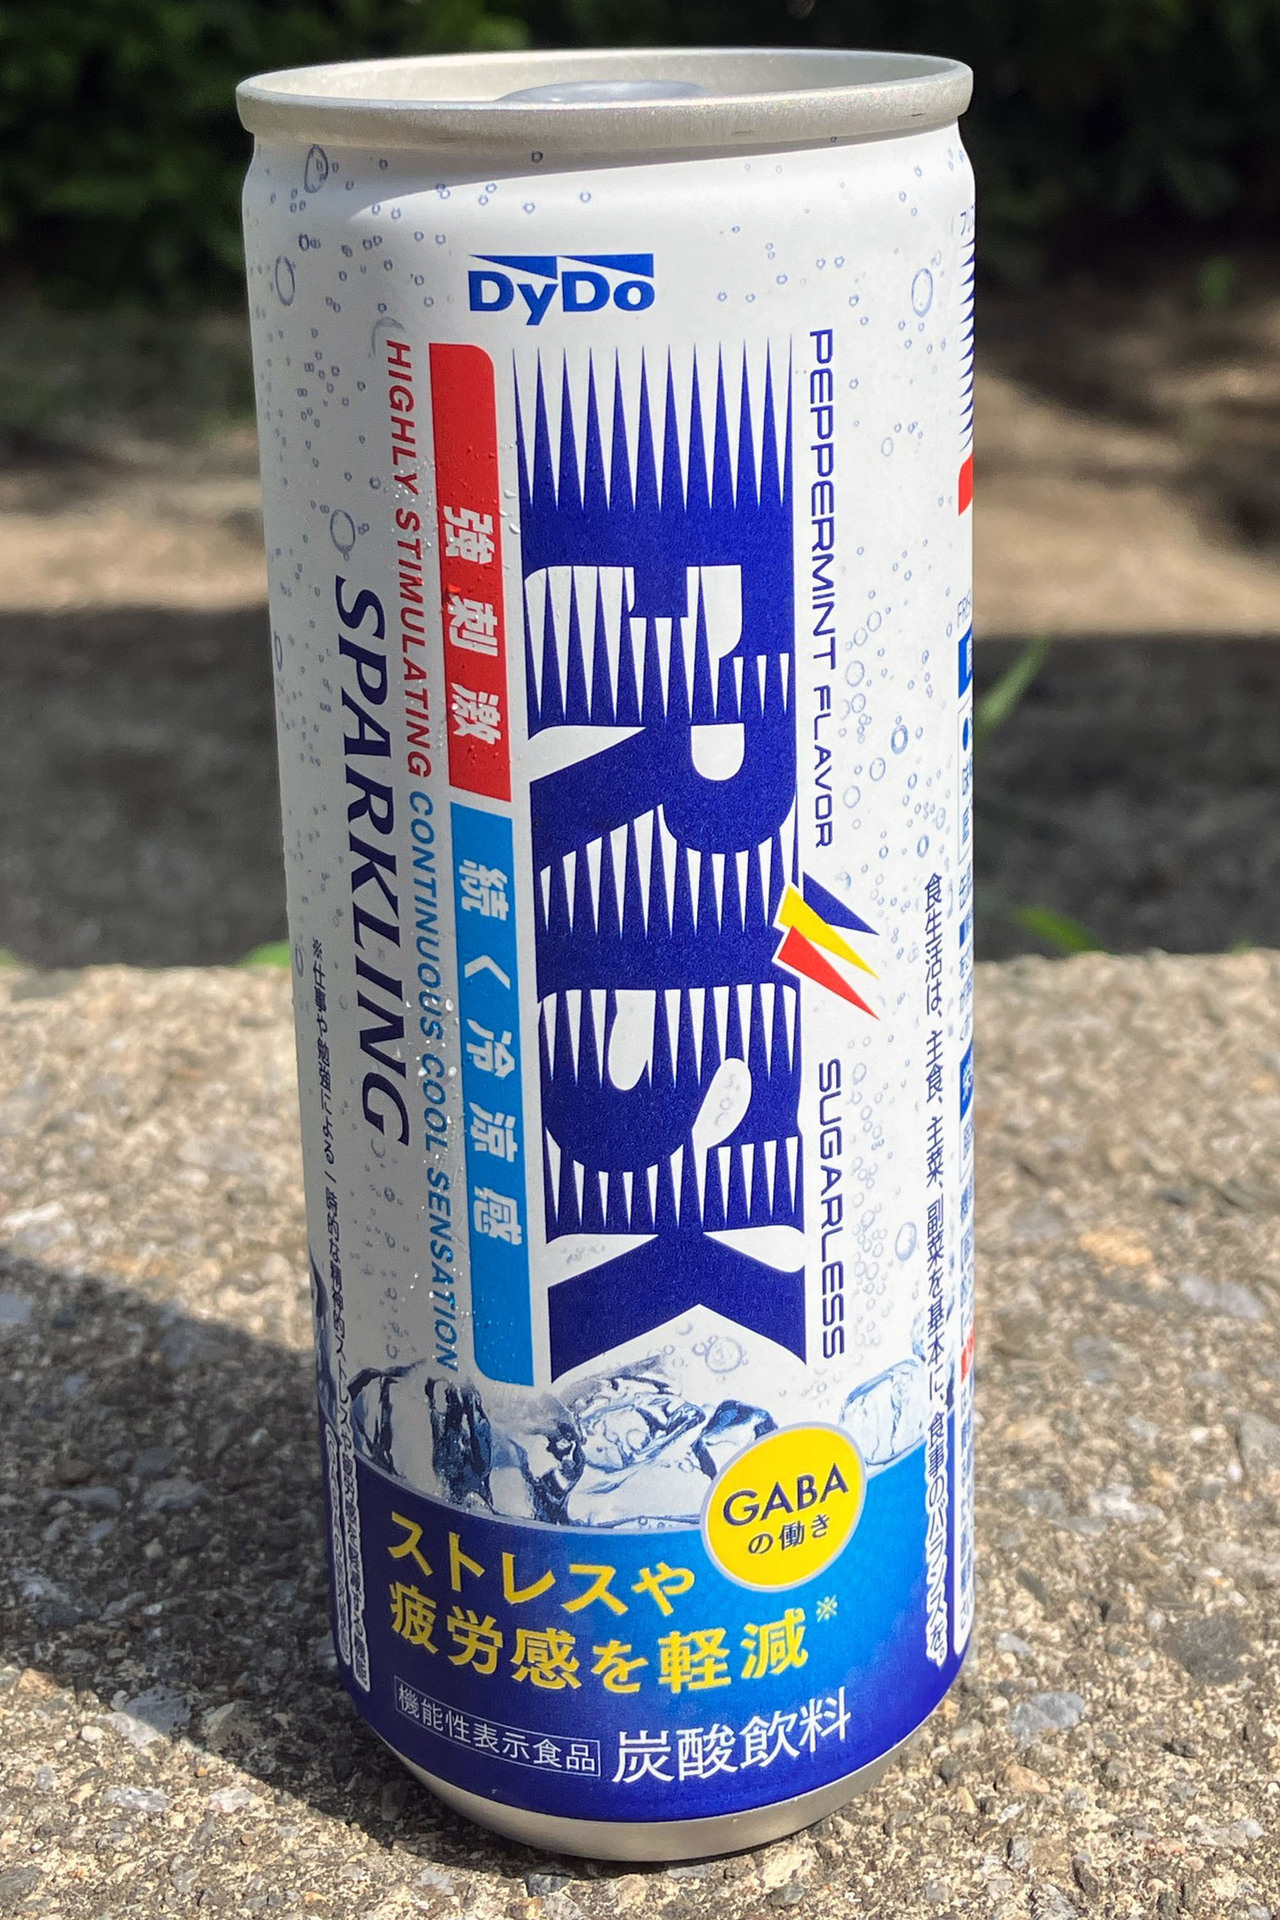 DyDo
PEPPERMINT FLAVOR
SUGARLESS
FRISK
強刺激
続く冷涼感
HIGHLY STIMULATING CONTINUOUS COOL SENSATION
SPARKLING
GABA
の働き
ストレスや
疲労感を軽減※
機能性表示食品
炭酸飲料
食生活は、主食、主菜、副菜を基本に、食事のバランスを。